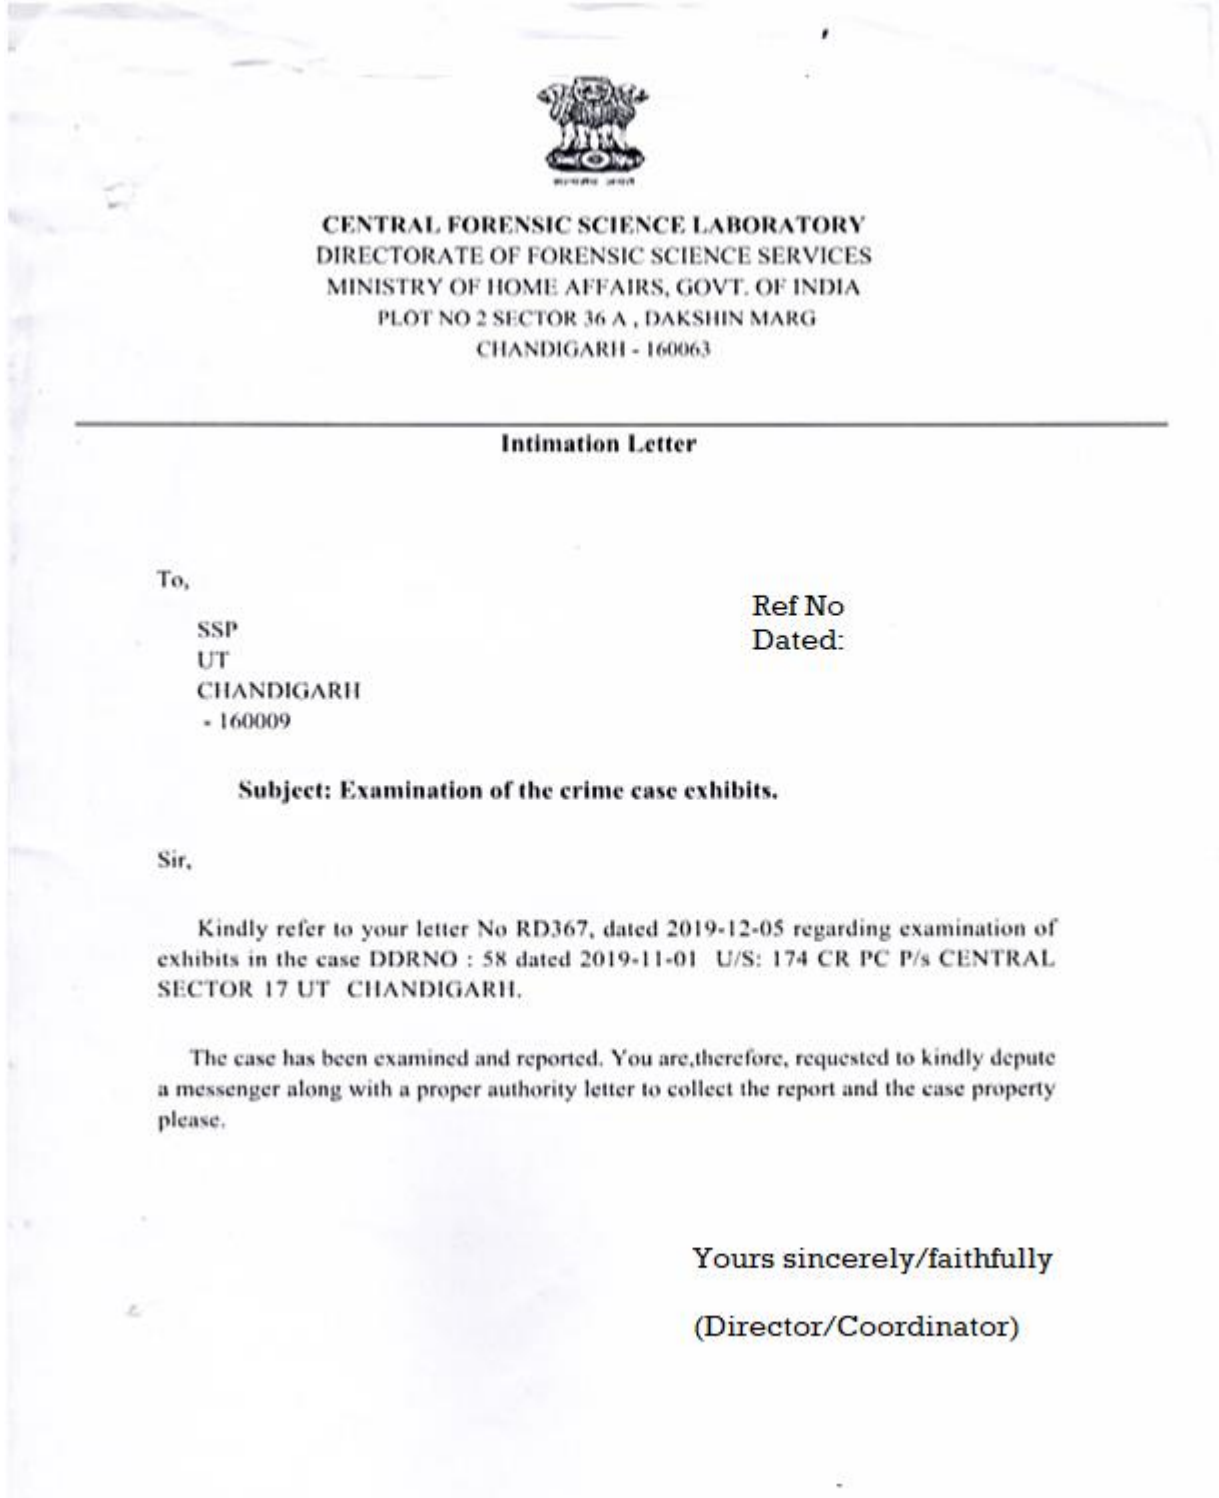 CENTRAL FORENSIC SCIENCE LABORATORY
DIRECTORATE OF FORENSIC SCIENCE SERVICES
MINISTRY OF HOME AFFAIRS, GOVT. OF INDIA
PLOT NO 2 SECTOR 36 A , DAKSHIN MARG
CHANDIGARH - 160063
Intimation Letter
To,
Ref No
Dated:
SSP
UT
CHANDIGARH
- 160009
Subject: Examination of the crime case exhibits.
Sir,
Kindly refer to your letter No RD367, dated 2019-12-05 regarding examination of
exhibits in the case DDRNO : 58 dated 2019-11-01 U/S: 174 CR PC P/s CENTRAL
SECTOR 17 UT CHANDIGARH.
The case has been examined and reported. You are,therefore, requested to kindly depute
a messenger along with a proper authority letter to collect the report and the case property
please.
Yours sincerely/faithfully
(Director/Coordinator)